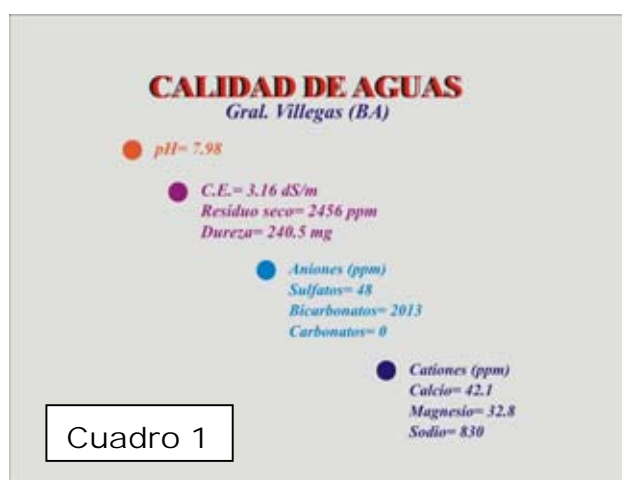 CALIDAD DE AGUAS
Gral. Villegas (BA)
pH= 7.98
C.E.= 3.16 dS/m
Residuo seco= 2456 ppm
Dureza= 240.5 mg
Aniones (ppm)
Sulfatos= 48
Bicarbonatos= 2013
Carbonatos= 0
Cationes (ppm)
Calcio= 42.1
Magnesio= 32.8
Sodio= 830
Cuadro 1